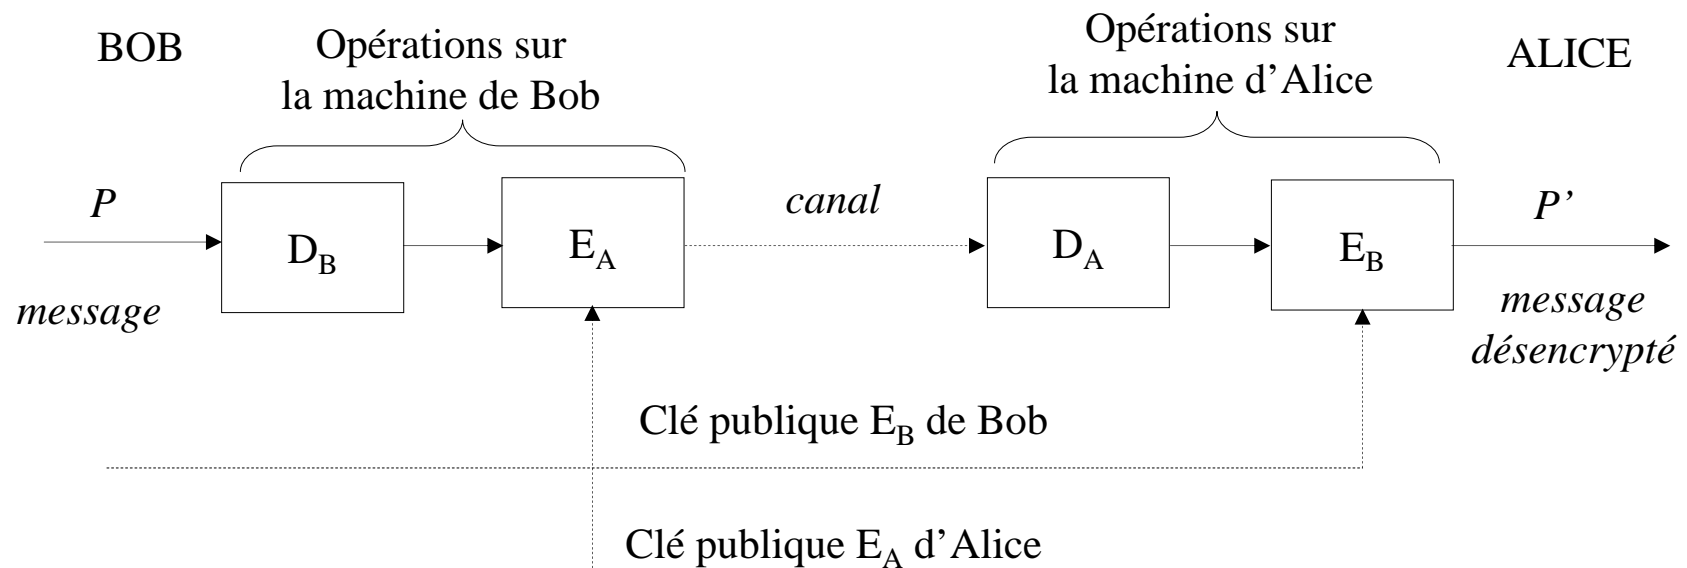 BOB
Opérations sur
la machine de Bob
Opérations sur
la machine d’Alice
ALICE
P
message
D_B
E_A
canal
D_A
E_B
P’
message
désencrypté
Clé publique E_B de Bob
Clé publique E_A d’Alice